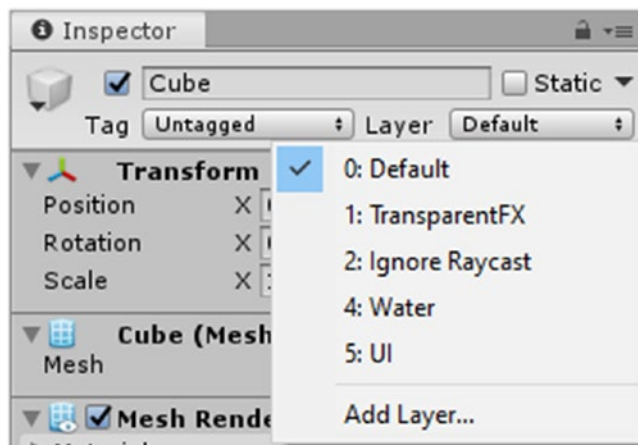 Inspector
Cube
Static
Tag Untagged Layer Default
Transform
0: Default
1: TransparentFX
Position X
2: Ignore Raycast
Rotation X
Scale X
4: Water
5: UI
Cube (Mesh
Mesh
Add Layer...
Mesh Rende